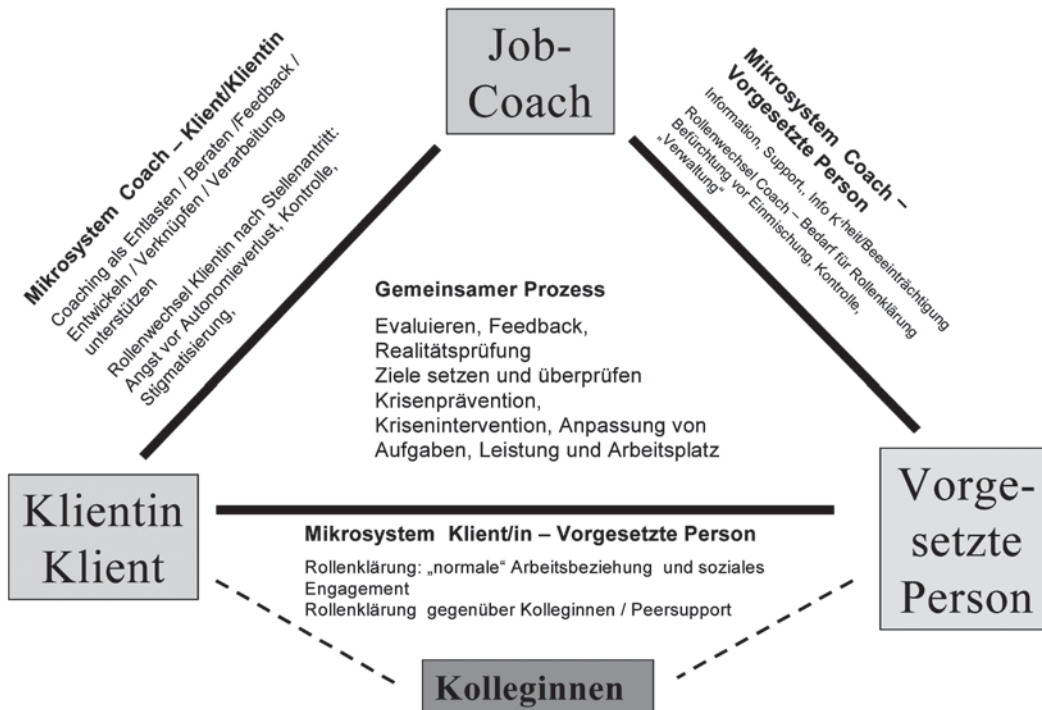 Job-
Coach
Mikrosystem Coach – Klient/Klientin
Coaching als Entlasten / Beraten /Feedback /
Entwickeln / Verknüpfen / Verarbeitung
unterstützen
Rollenwechsel Klientin nach Stellenantritt:
Angst vor Autonomieverlust, Kontrolle,
Stigmatisierung,
Mikrosystem Coach –
Vorgesetzte Person
Information, Support,, Info K‘heit/Beeeinträchtigung
Rollenwechsel Coach – Bedarf für Rollenklärung
Befürchtung vor Einmischung, Kontrolle,
„Verwaltung“
Gemeinsamer Prozess
Evaluieren, Feedback,
Realitätsprüfung
Ziele setzen und überprüfen
Krisenprävention,
Krisenintervention, Anpassung von
Aufgaben, Leistung und Arbeitsplatz
Klientin
Klient
Vorge-
setzte
Person
Mikrosystem Klient/in – Vorgesetzte Person
Rollenklärung: „normale“ Arbeitsbeziehung und soziales
Engagement
Rollenklärung gegenüber Kolleginnen / Peersupport
Kolleginnen